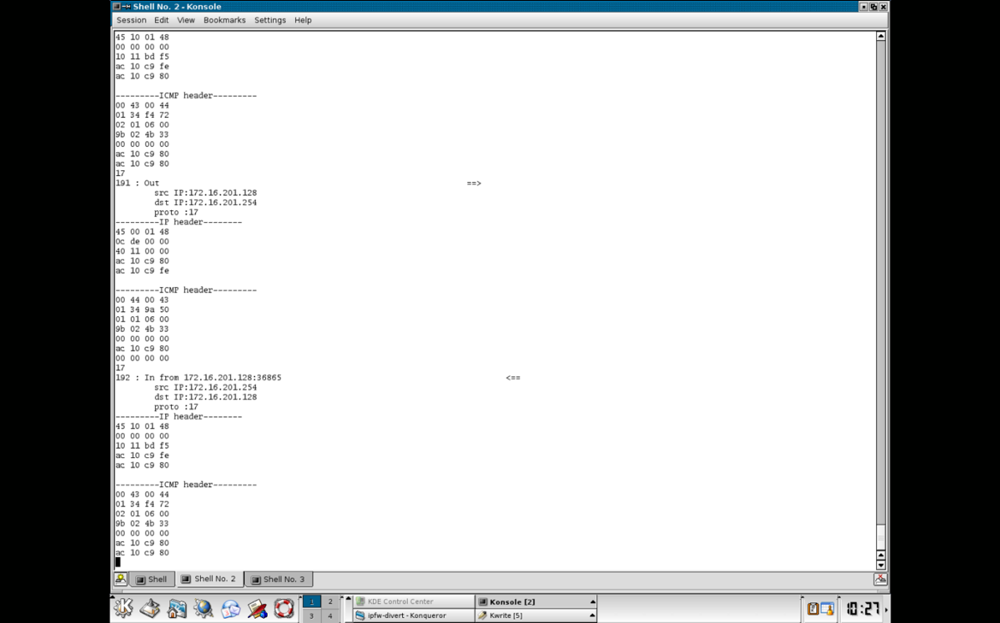 Shell No. 2 - Konsole
Session Edit View Bookmarks Settings Help
45 10 01 48
00 00 00 00
10 11 bd f5
ac 10 c9 fe
ac 10 c9 80
---------ICMP header---------
00 43 00 44
01 34 f4 72
02 01 06 00
9b 02 4b 33
00 00 00 00
ac 10 c9 80
ac 10 c9 80
17
191 : Out ==>
src IP:172.16.201.128
dst IP:172.16.201.254
proto :17
---------IP header--------
45 00 01 48
0c de 00 00
40 11 00 00
ac 10 c9 80
ac 10 c9 fe
---------ICMP header---------
00 44 00 43
01 34 9a 50
01 01 06 00
9b 02 4b 33
00 00 00 00
ac 10 c9 80
00 00 00 00
17
192 : In from 172.16.201.128:36865 <==
src IP:172.16.201.254
dst IP:172.16.201.128
proto :17
---------IP header--------
45 10 01 48
00 00 00 00
10 11 bd f5
ac 10 c9 fe
ac 10 c9 80
---------ICMP header---------
00 43 00 44
01 34 f4 72
02 01 06 00
9b 02 4b 33
00 00 00 00
ac 10 c9 80
ac 10 c9 80
Shell Shell No. 2 Shell No. 3
1 2 KDE Control Center Konsole [2] 10:27
3 4 ipfw-divert - Konqueror Kwrite [5]